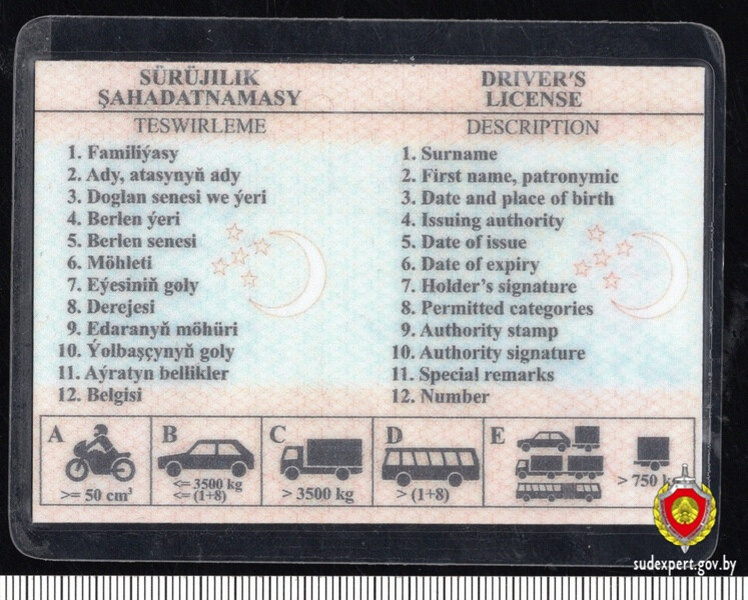 SÜRÜJILIK
ŞAHADATNAMASY
TESWIRLEME
1. Familiýasy
2. Ady, atasynyň ady
3. Doglan senesi we ýeri
4. Berlen ýeri
5. Berlen senesi
6. Möhleti
7. Eýesiniň goly
8. Derejesi
9. Edaranyň möhüri
10. Ýolbaşçynyň goly
11. Aýratyn bellikler
12. Belgisi
DRIVER'S
LICENSE
DESCRIPTION
1. Surname
2. First name, patronymic
3. Date and place of birth
4. Issuing authority
5. Date of issue
6. Date of expiry
7. Holder's signature
8. Permitted categories
9. Authority stamp
10. Authority signature
11. Special remarks
12. Number
A
>= 50 cm³
B
<= 3500 kg
<= (1+8)
C
> 3500 kg
D
> (1+8)
E
> 750 kg
sudexpert.gov.by